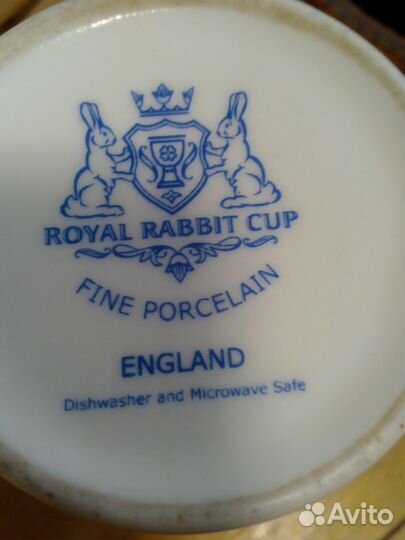 ROYAL RABBIT CUP
FINE PORCELAIN
ENGLAND
Dishwasher and Microwave Safe
Avito